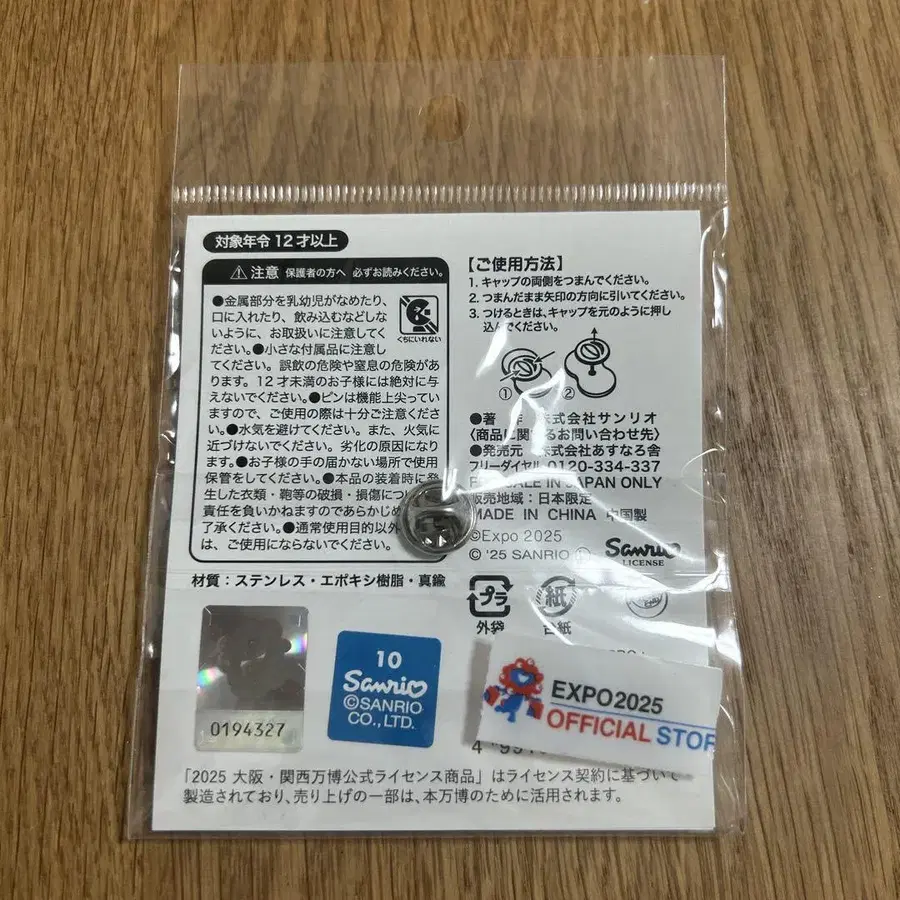 対象年令 12才以上
注意 保護者の方へ 必ずお読みください。
●金属部分を乳幼児がなめたり、
口に入れたり、飲み込むなどしな
いように、お取扱いに注意してくだ
さい。●小さな付属品に注意し
てください。誤飲の危険や窒息の危険があ
ります。12才未満のお子様には絶対に与
えないでください。●ピンは機能上尖ってい
ますので、ご使用の際は十分ご注意くださ
い。●水気を避けてください。また、火気に
近づけないでください。劣化の原因になりま
す。●お子様の手の届かない場所で使用
保管をしてください。●本品の装着時に発
生した衣類・鞄等の破損・損傷につい
責任を負いかねますのであらかじめ
了承ください。●通常使用目的以外
は、ご使用にならないでください。
くちにいれない
材質:ステンレス・エポキシ樹脂・真鍮
【ご使用方法】
1. キャップの両側をつまんでください。
2. つまんだまま矢印の方向に引いてください。
3. つけるときは、キャップを元のように押し
込んでください。
① ②
●著 作 株式会社サンリオ
〈商品に関するお問い合わせ先〉
●発売元 株式会社あすなろ舎
フリーダイヤル 0120-334-337
FOR SALE IN JAPAN ONLY
販売地域:日本限定
MADE IN CHINA 中国製
©Expo 2025
© '25 SANRIO Ⓛ
Sanrio
LICENSE
プラ
外袋
紙
台紙
0194327
10
Sanrio
©SANRIO
CO., LTD.
EXPO2025
OFFICIAL STOR
「2025 大阪・関西万博公式ライセンス商品」はライセンス契約に基づいて
製造されており、売り上げの一部は、本万博のために活用されます。